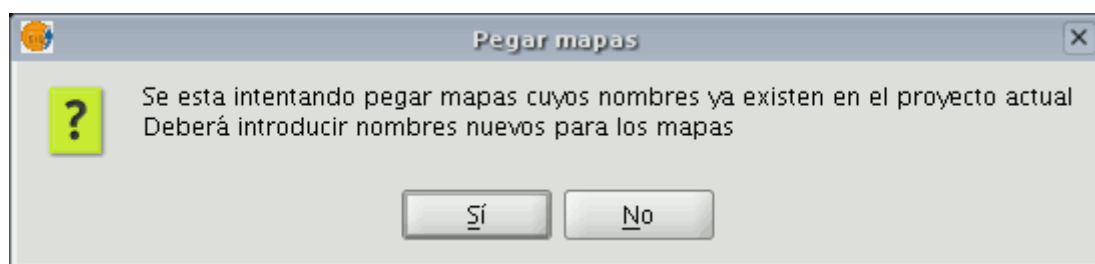 Pegar mapas
Se esta intentando pegar mapas cuyos nombres ya existen en el proyecto actual
Deberá introducir nombres nuevos para los mapas
Sí
No